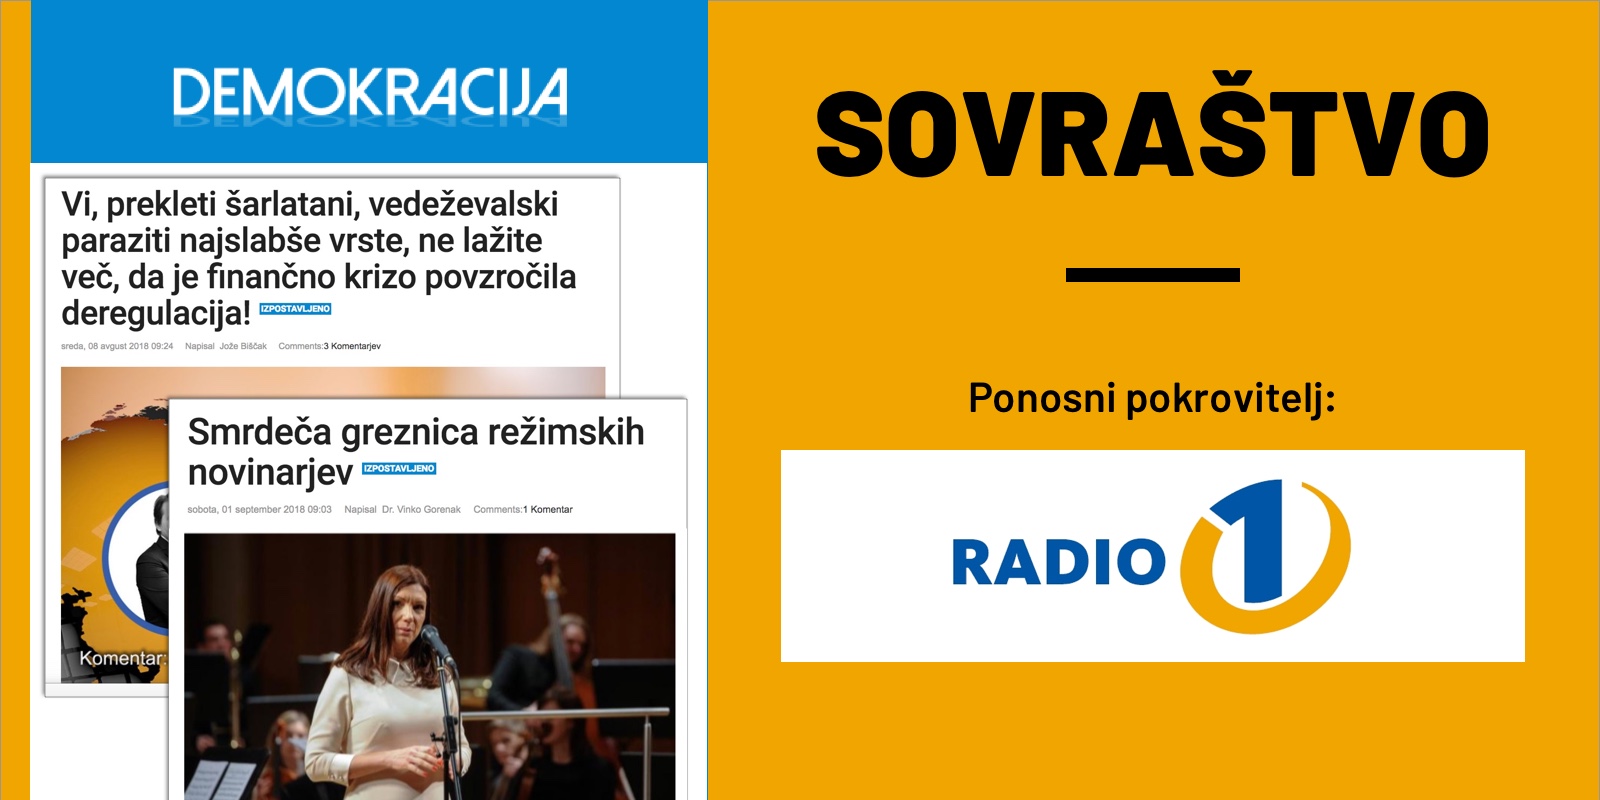 DEMOKRACIJA
Vi, prekleti šarlatani, vedeževalski
paraziti najslabše vrste, ne lažite
več, da je finančno krizo povzročila
deregulacija! IZPOSTAVLJENO
sreda, 08 avgust 2018 09:24 Napisal Jože Biščak Comments:3 Komentarjev
Komentar:
Smrdeča greznica režimskih
novinarjev IZPOSTAVLJENO
sobota, 01 september 2018 09:03 Napisal Dr. Vinko Gorenak Comments:1 Komentar
SOVRAŠTVO
Ponosni pokrovitelj:
RADIO 1